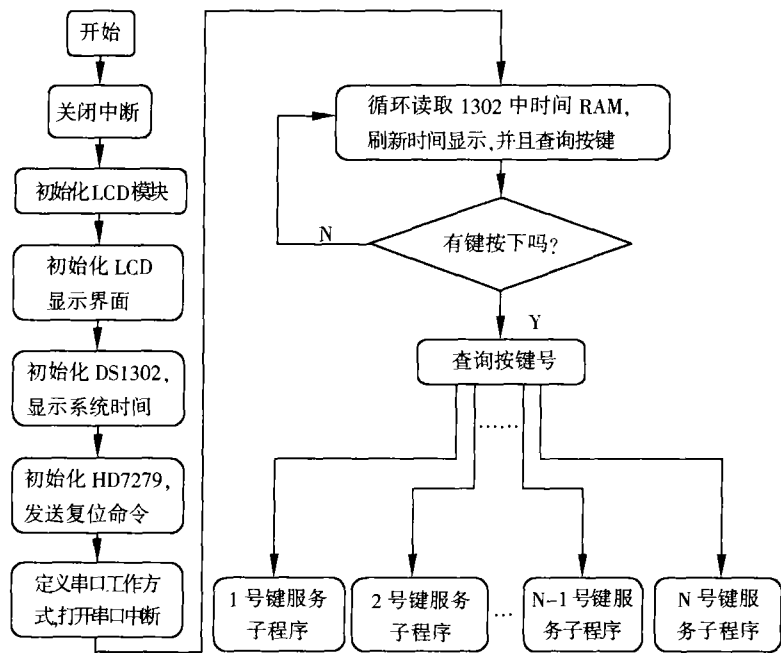 开始
关闭中断
初始化LCD模块
初始化 LCD
显示界面
初始化 DS1302,
显示系统时间
初始化 HD7279,
发送复位命令
定义串口工作方
式,打开串口中断
循环读取 1302 中时间 RAM,
刷新时间显示,并且查询按键
有键按下吗?
N
Y
查询按键号
……
1 号键服务
子程序
2 号键服务
子程序
…
N-1 号键服
务子程序
N 号键服
务子程序